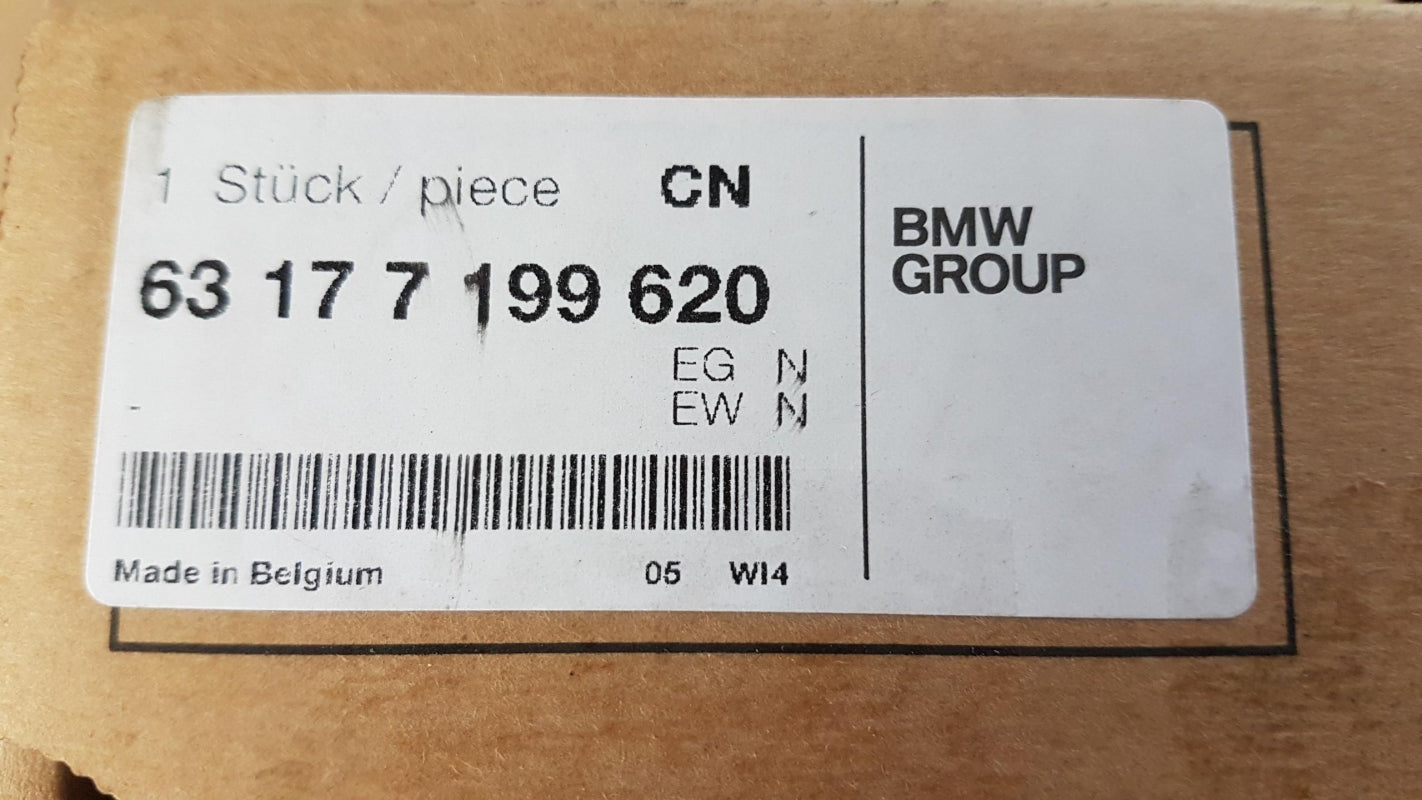 1 Stück / piece CN
63 17 7 199 620
EG N
EW N
-
Made in Belgium 05 WI4
BMW
GROUP